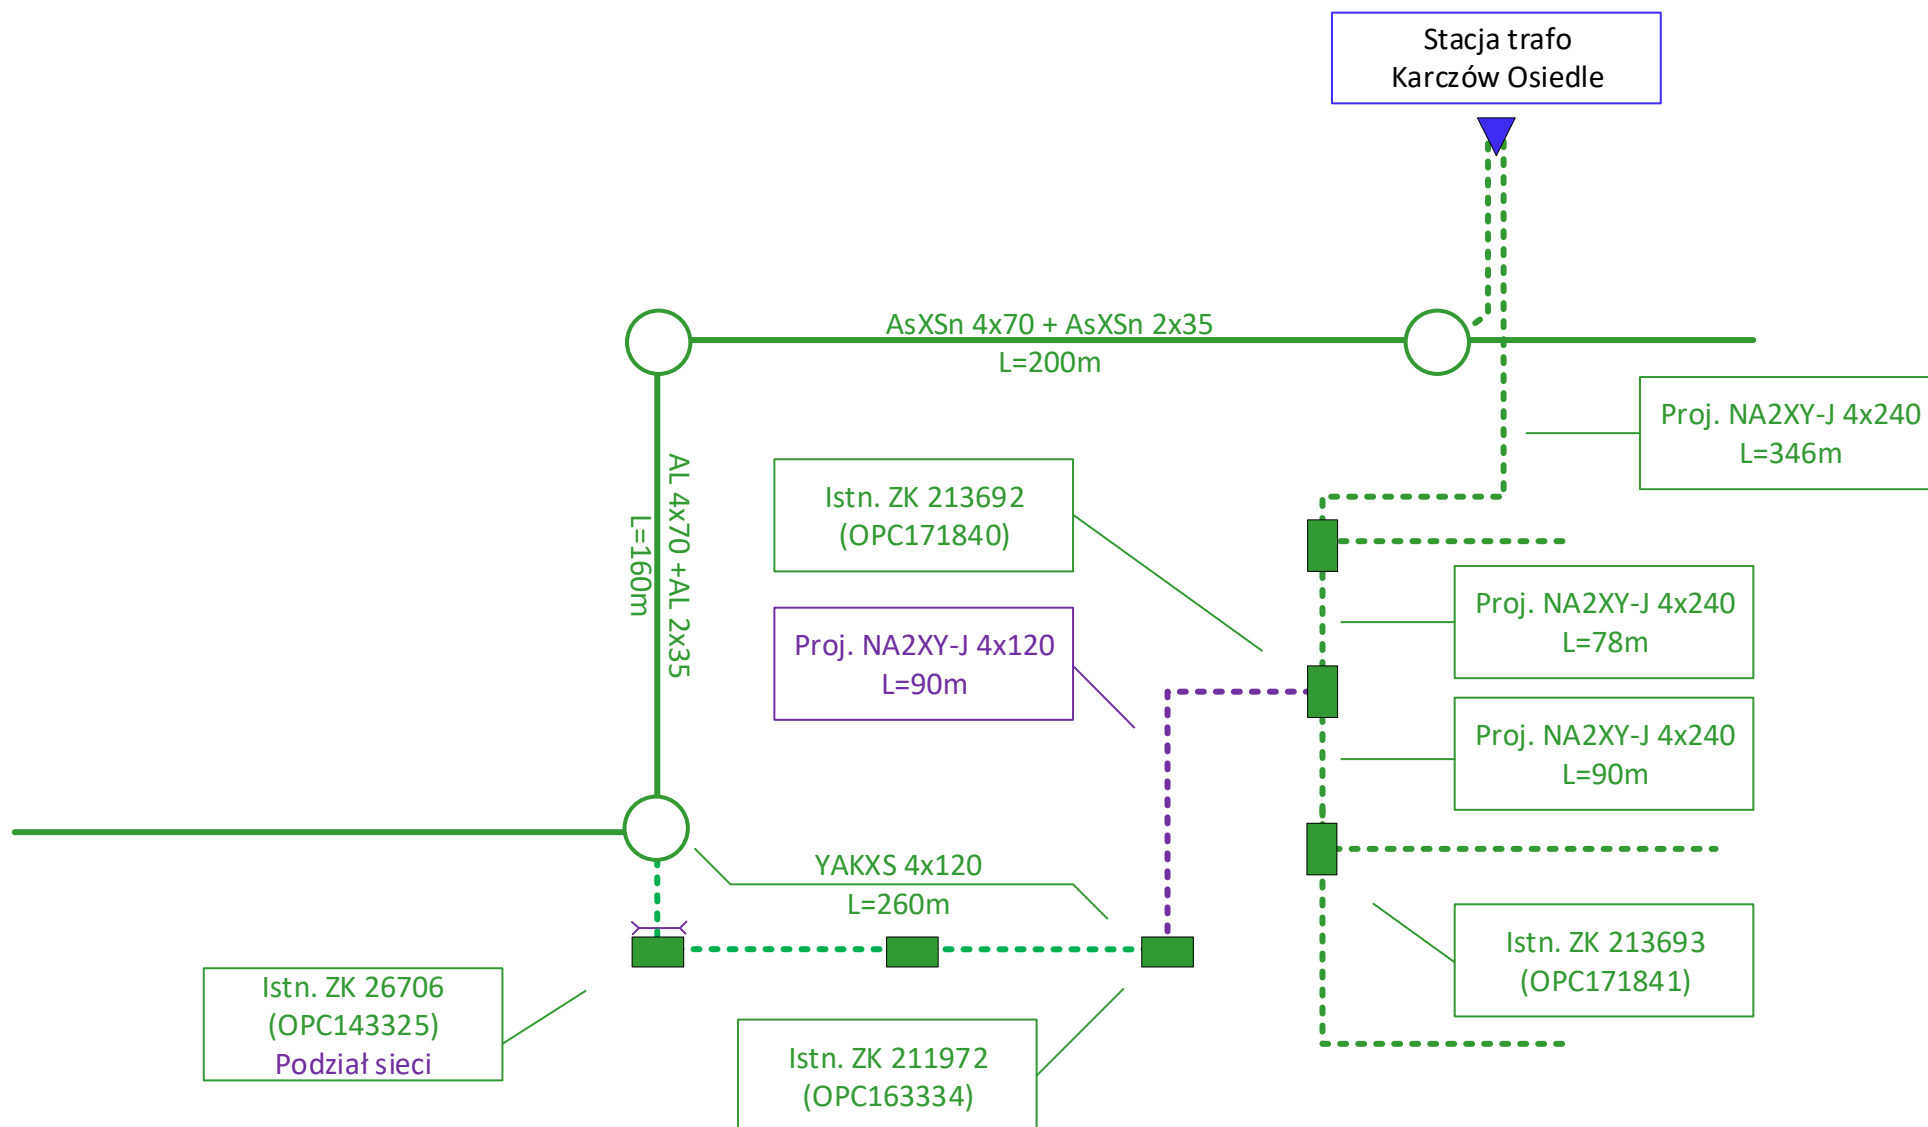 Stacja trafo
Karczów Osiedle
AsXSn 4x70 + AsXSn 2x35
L=200m
Proj. NA2XY-J 4x240
L=346m
AL 4x70 +AL 2x35
L=160m
Istn. ZK 213692
(OPC171840)
Proj. NA2XY-J 4x240
L=78m
Proj. NA2XY-J 4x120
L=90m
Proj. NA2XY-J 4x240
L=90m
YAKXS 4x120
L=260m
Istn. ZK 213693
(OPC171841)
Istn. ZK 26706
(OPC143325)
Podział sieci
Istn. ZK 211972
(OPC163334)